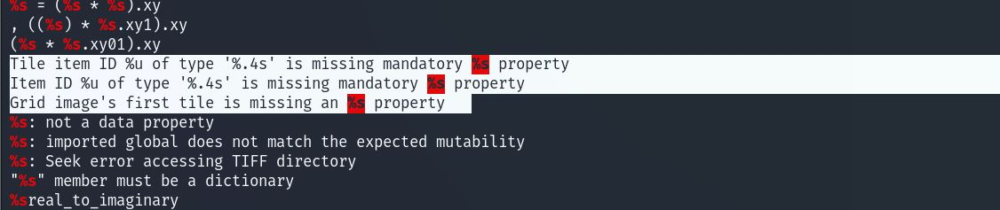 %s = (%s * %s).xy
, ((%s) * %s.xy1).xy
(%s * %s.xy01).xy
Tile item ID %u of type '%.4s' is missing mandatory %s property
Item ID %u of type '%.4s' is missing mandatory %s property
Grid image's first tile is missing an %s property
%s: not a data property
%s: imported global does not match the expected mutability
%s: Seek error accessing TIFF directory
"%s" member must be a dictionary
%sreal_to_imaginary